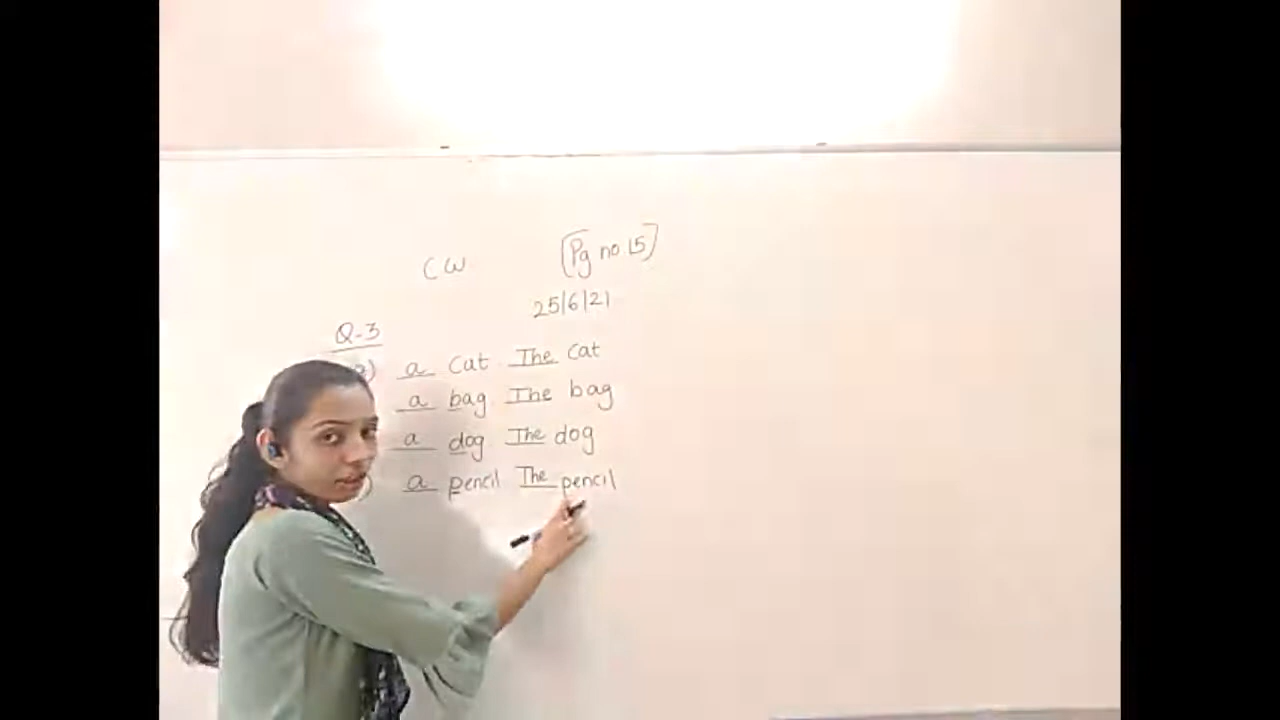 CW [Pg no. 15]
25/6/21
Q-3
a) a Cat The Cat
a bag The bag
a dog The dog
) a pencil The pencil